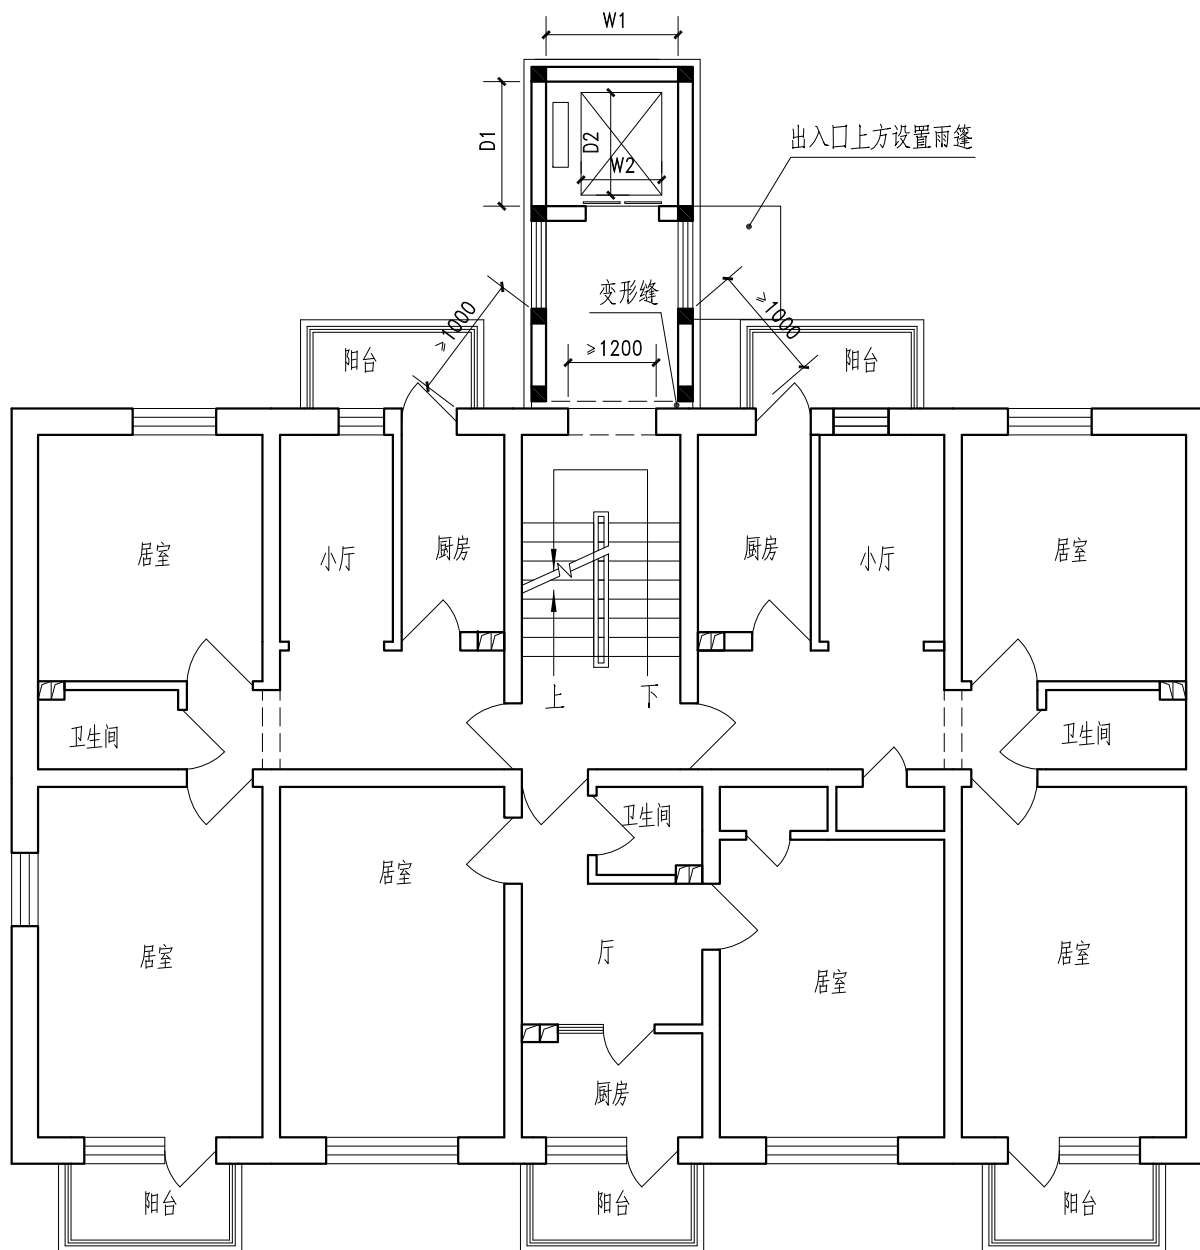 W1
出入口上方设置雨篷
D1
D2
W2
变形缝
≥1000
≥1000
≥1200
阳台
阳台
居室
小厅
厨房
厨房
小厅
居室
上
下
卫生间
卫生间
卫生间
居室
居室
厅
居室
居室
厨房
阳台
阳台
阳台